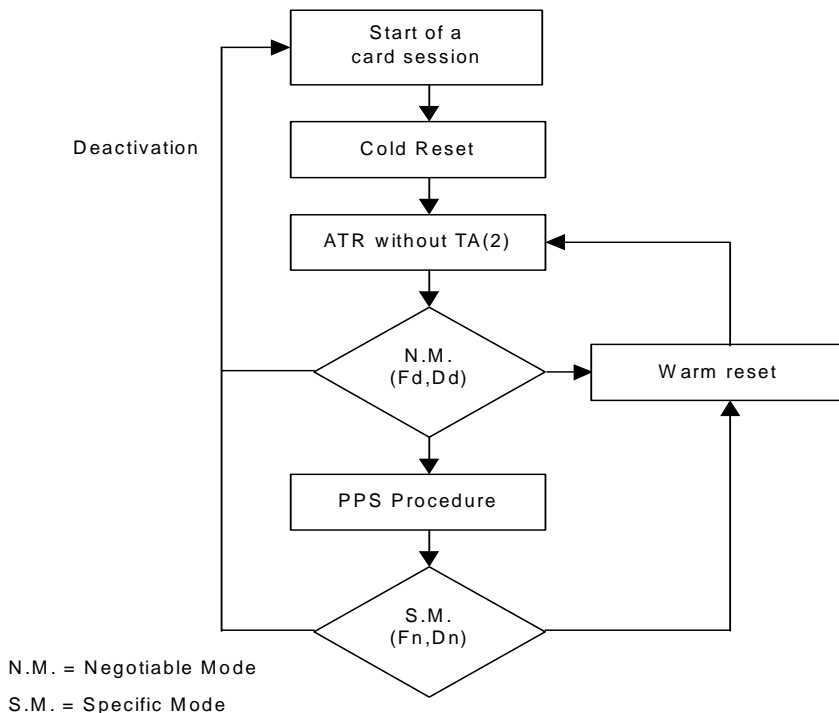 Start of a
card session
Deactivation
Cold Reset
ATR without TA(2)
N.M.
(Fd,Dd)
Warm reset
PPS Procedure
S.M.
(Fn,Dn)
N.M. = Negotiable Mode
S.M. = Specific Mode